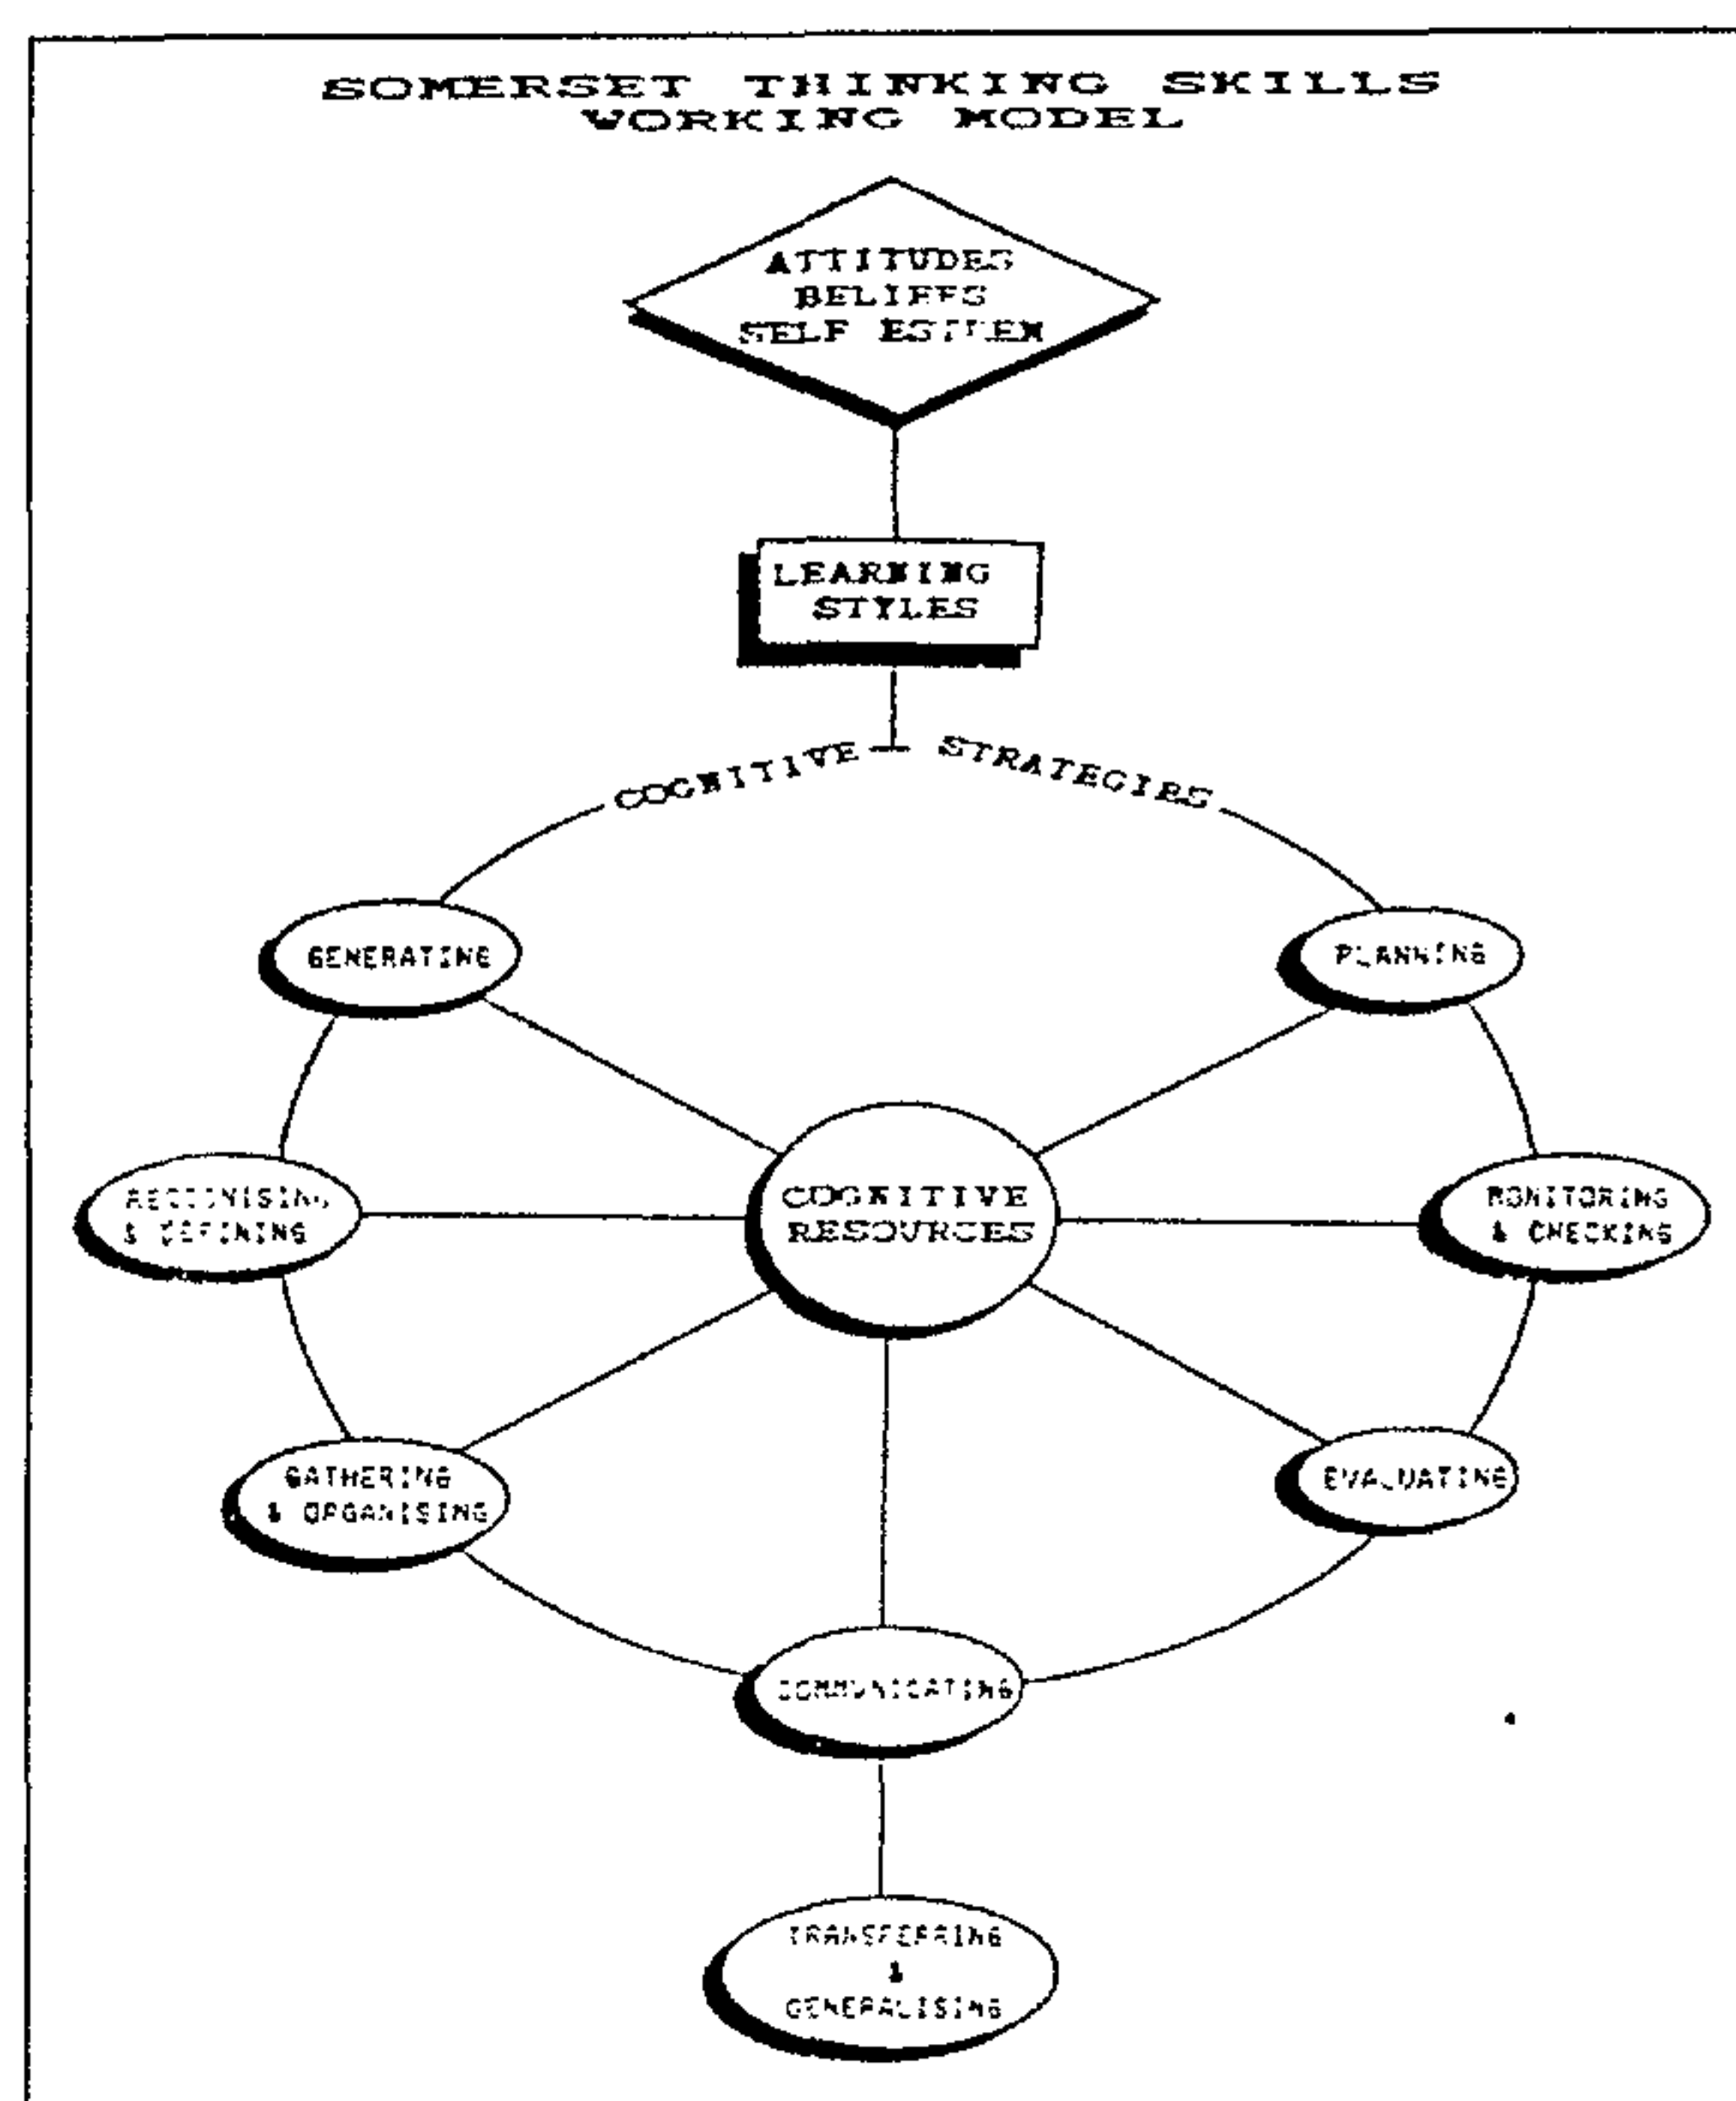 SOMERSET THINKING SKILLS
WORKING MODEL
ATTITUDES
BELIEFS
SELF ESTEEM
LEARNING
STYLES
COGNITIVE STRATEGIES
GENERATING
PLANNING
RECOGNISING
& DEFINING
COGNITIVE
RESOURCES
MONITORING
& CHECKING
GATHERING
& ORGANISING
EVALUATING
COMMUNICATING
TRANSFERRING
&
GENERALISING